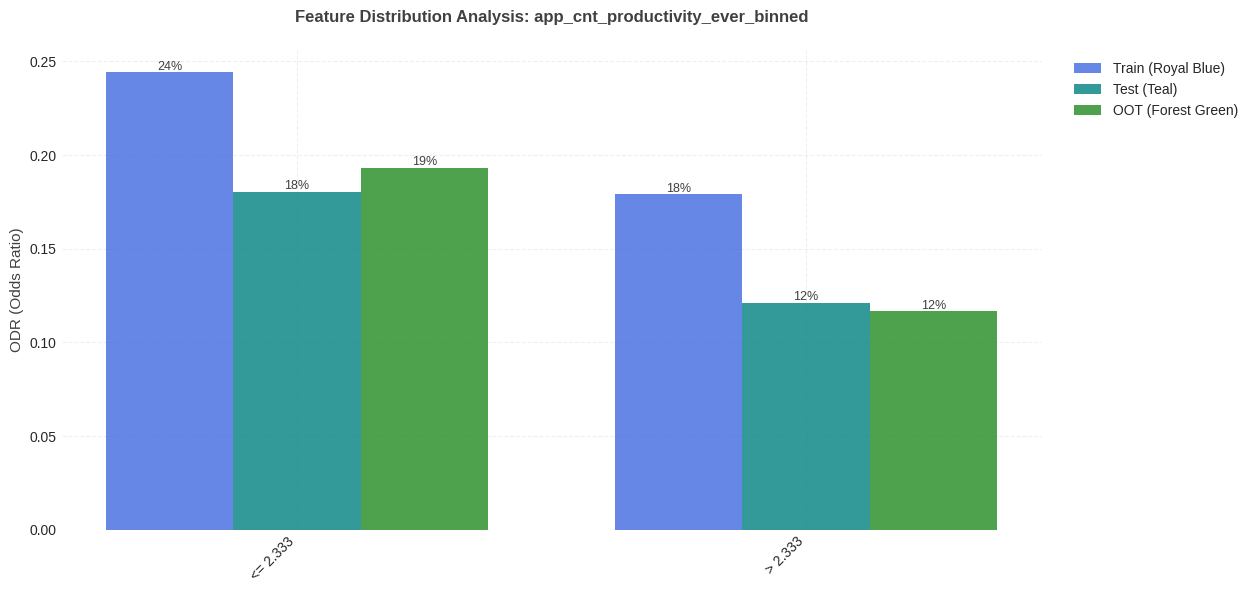 Feature Distribution Analysis: app_cnt_productivity_ever_binned
ODR (Odds Ratio)
0.25
0.20
0.15
0.10
0.05
0.00
24%
18%
19%
18%
12%
12%
<= 2.333
> 2.333
Train (Royal Blue)
Test (Teal)
OOT (Forest Green)